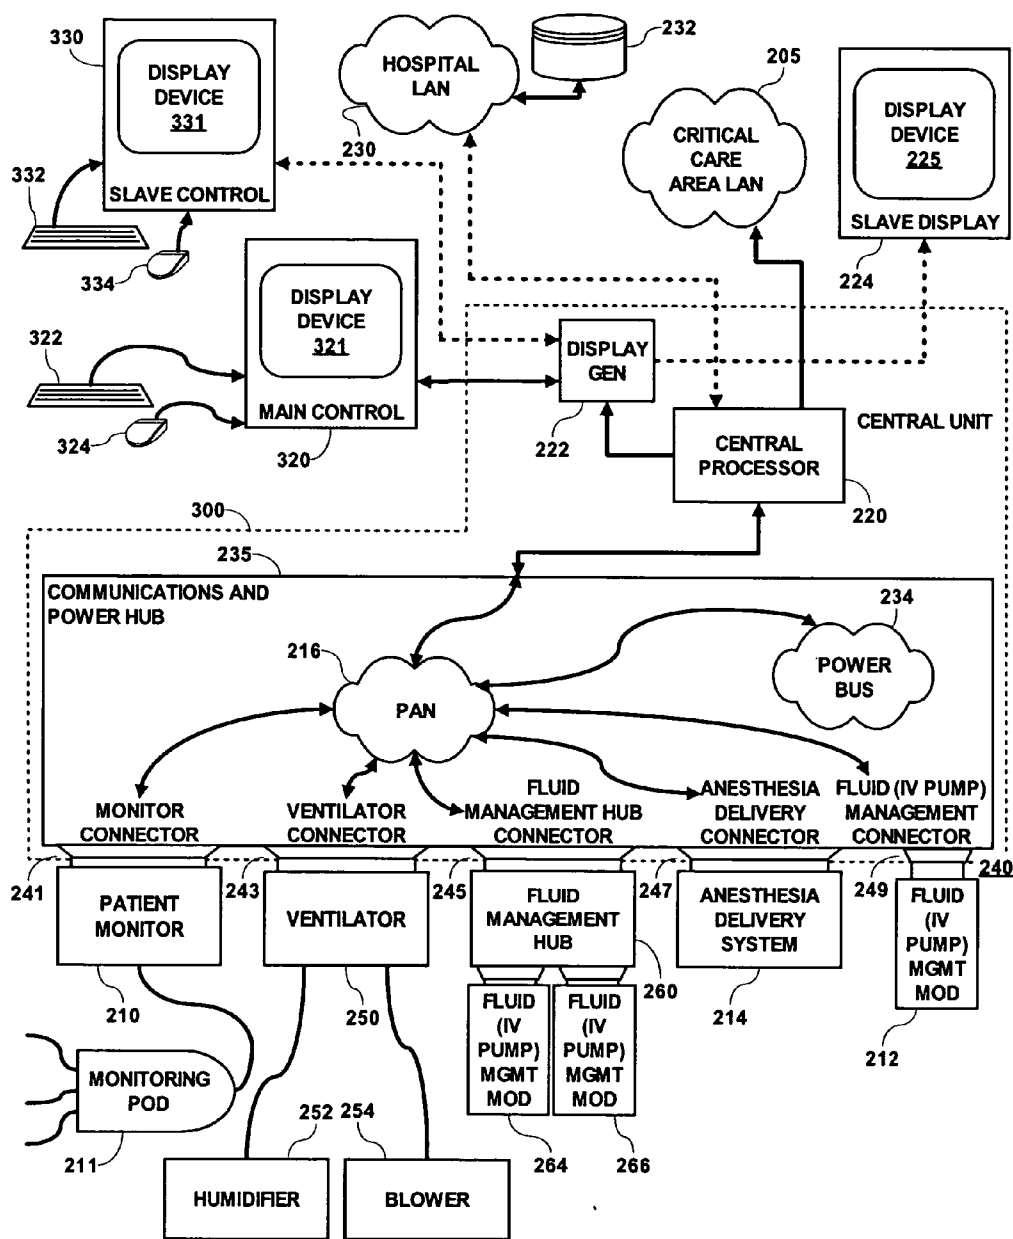 330
DISPLAY
DEVICE
331
SLAVE CONTROL
332
334
HOSPITAL
LAN
230
232
205
CRITICAL
CARE
AREA LAN
DISPLAY
DEVICE
225
SLAVE DISPLAY
224
322
324
DISPLAY
DEVICE
321
MAIN CONTROL
320
DISPLAY
GEN
222
CENTRAL
PROCESSOR
220
CENTRAL UNIT
300
235
COMMUNICATIONS AND
POWER HUB
216
PAN
234
POWER
BUS
MONITOR
CONNECTOR
VENTILATOR
CONNECTOR
FLUID
MANAGEMENT HUB
CONNECTOR
ANESTHESIA
DELIVERY
CONNECTOR
FLUID (IV PUMP)
MANAGEMENT
CONNECTOR
241
243
245
247
249
240
PATIENT
MONITOR
210
VENTILATOR
250
FLUID
MANAGEMENT
HUB
260
ANESTHESIA
DELIVERY
SYSTEM
214
FLUID
(IV
PUMP)
MGMT
MOD
212
FLUID
(IV
PUMP)
MGMT
MOD
264
FLUID
(IV
PUMP)
MGMT
MOD
266
MONITORING
POD
211
252
HUMIDIFIER
254
BLOWER